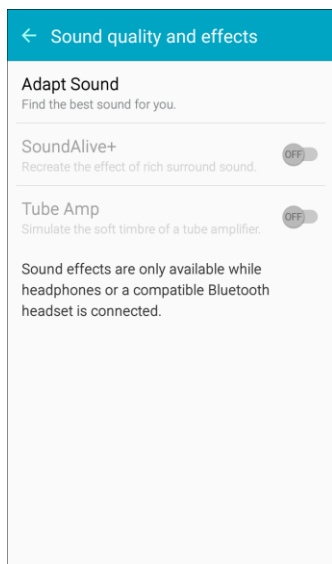 Sound quality and effects
Adapt Sound
Find the best sound for you.
SoundAlive+
Recreate the effect of rich surround sound.
OFF
Tube Amp
Simulate the soft timbre of a tube amplifier.
OFF
Sound effects are only available while
headphones or a compatible Bluetooth
headset is connected.